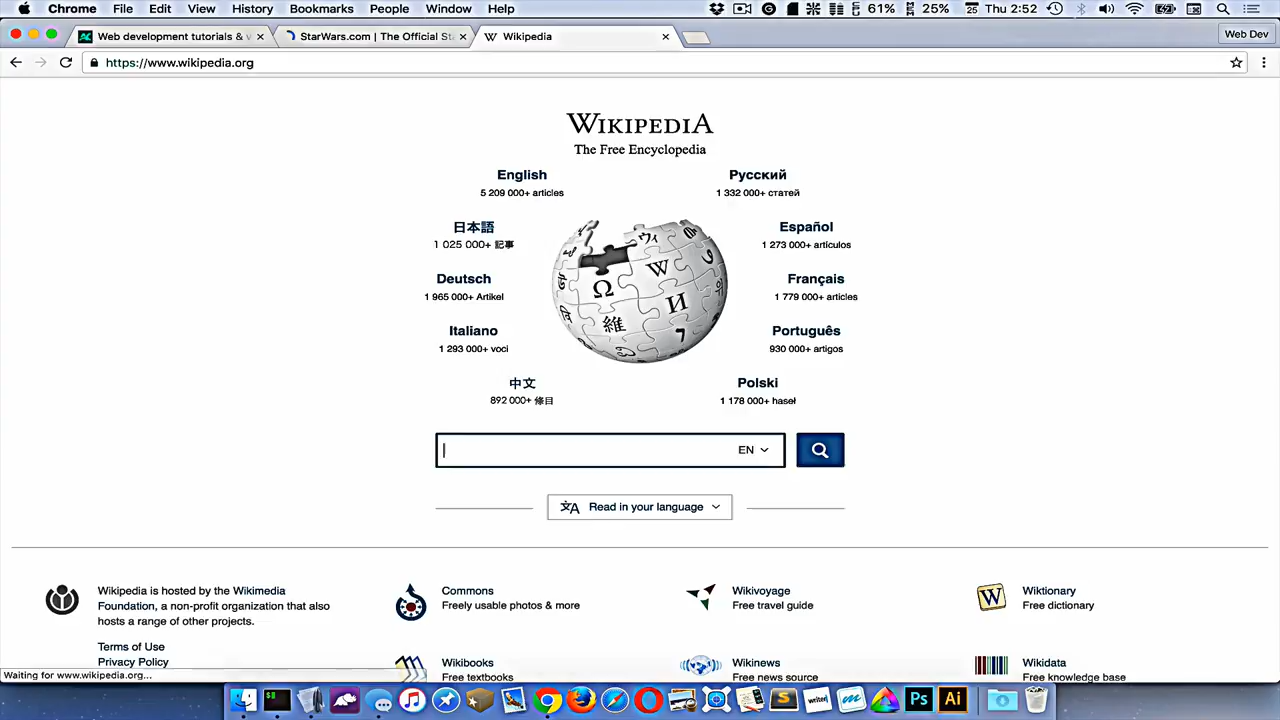 Chrome File Edit View History Bookmarks People Window Help 61% 25% Thu 2:52
Web development tutorials & StarWars.com | The Official Wikipedia Web Dev
https://www.wikipedia.org
WIKIPEDIA
The Free Encyclopedia
English Русский
5 209 000+ articles 1 332 000+ статей
日本語 Español
1 025 000+ 記事 1 273 000+ artículos
Deutsch Français
1 965 000+ Artikel 1 779 000+ articles
Italiano Português
1 293 000+ voci 930 000+ artigos
中文 Polski
892 000+ 條目 1 178 000+ haseł
Ω W И 維 ウィ
EN
Read in your language
Wikipedia is hosted by the Wikimedia
Foundation, a non-profit organization that also
hosts a range of other projects.
Terms of Use
Privacy Policy
Commons
Freely usable photos & more
Wikivoyage
Free travel guide
Wiktionary
Free dictionary
Wikibooks
Free textbooks
Wikinews
Free news source
Wikidata
Free knowledge base
Waiting for www.wikipedia.org...
Ps Ai